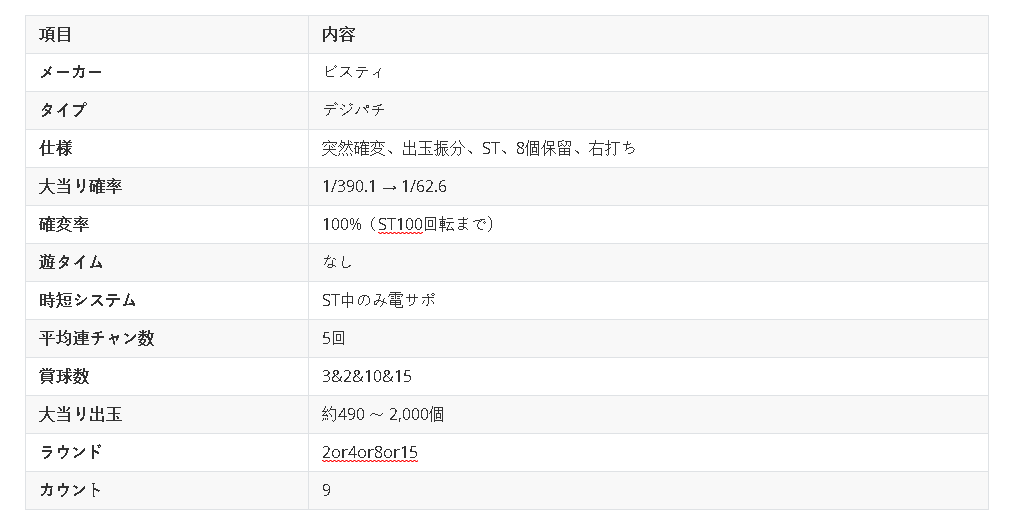 項目 内容
メーカー ビスティ
タイプ デジパチ
仕様 突然確変、出玉振分、ST、8個保留、右打ち
大当り確率 1/390.1 → 1/62.6
確変率 100%（ST100回転まで）
遊タイム なし
時短システム ST中のみ電サポ
平均連チャン数 5回
賞球数 3&2&10&15
大当り出玉 約490 〜 2,000個
ラウンド 2or4or8or15
カウント 9